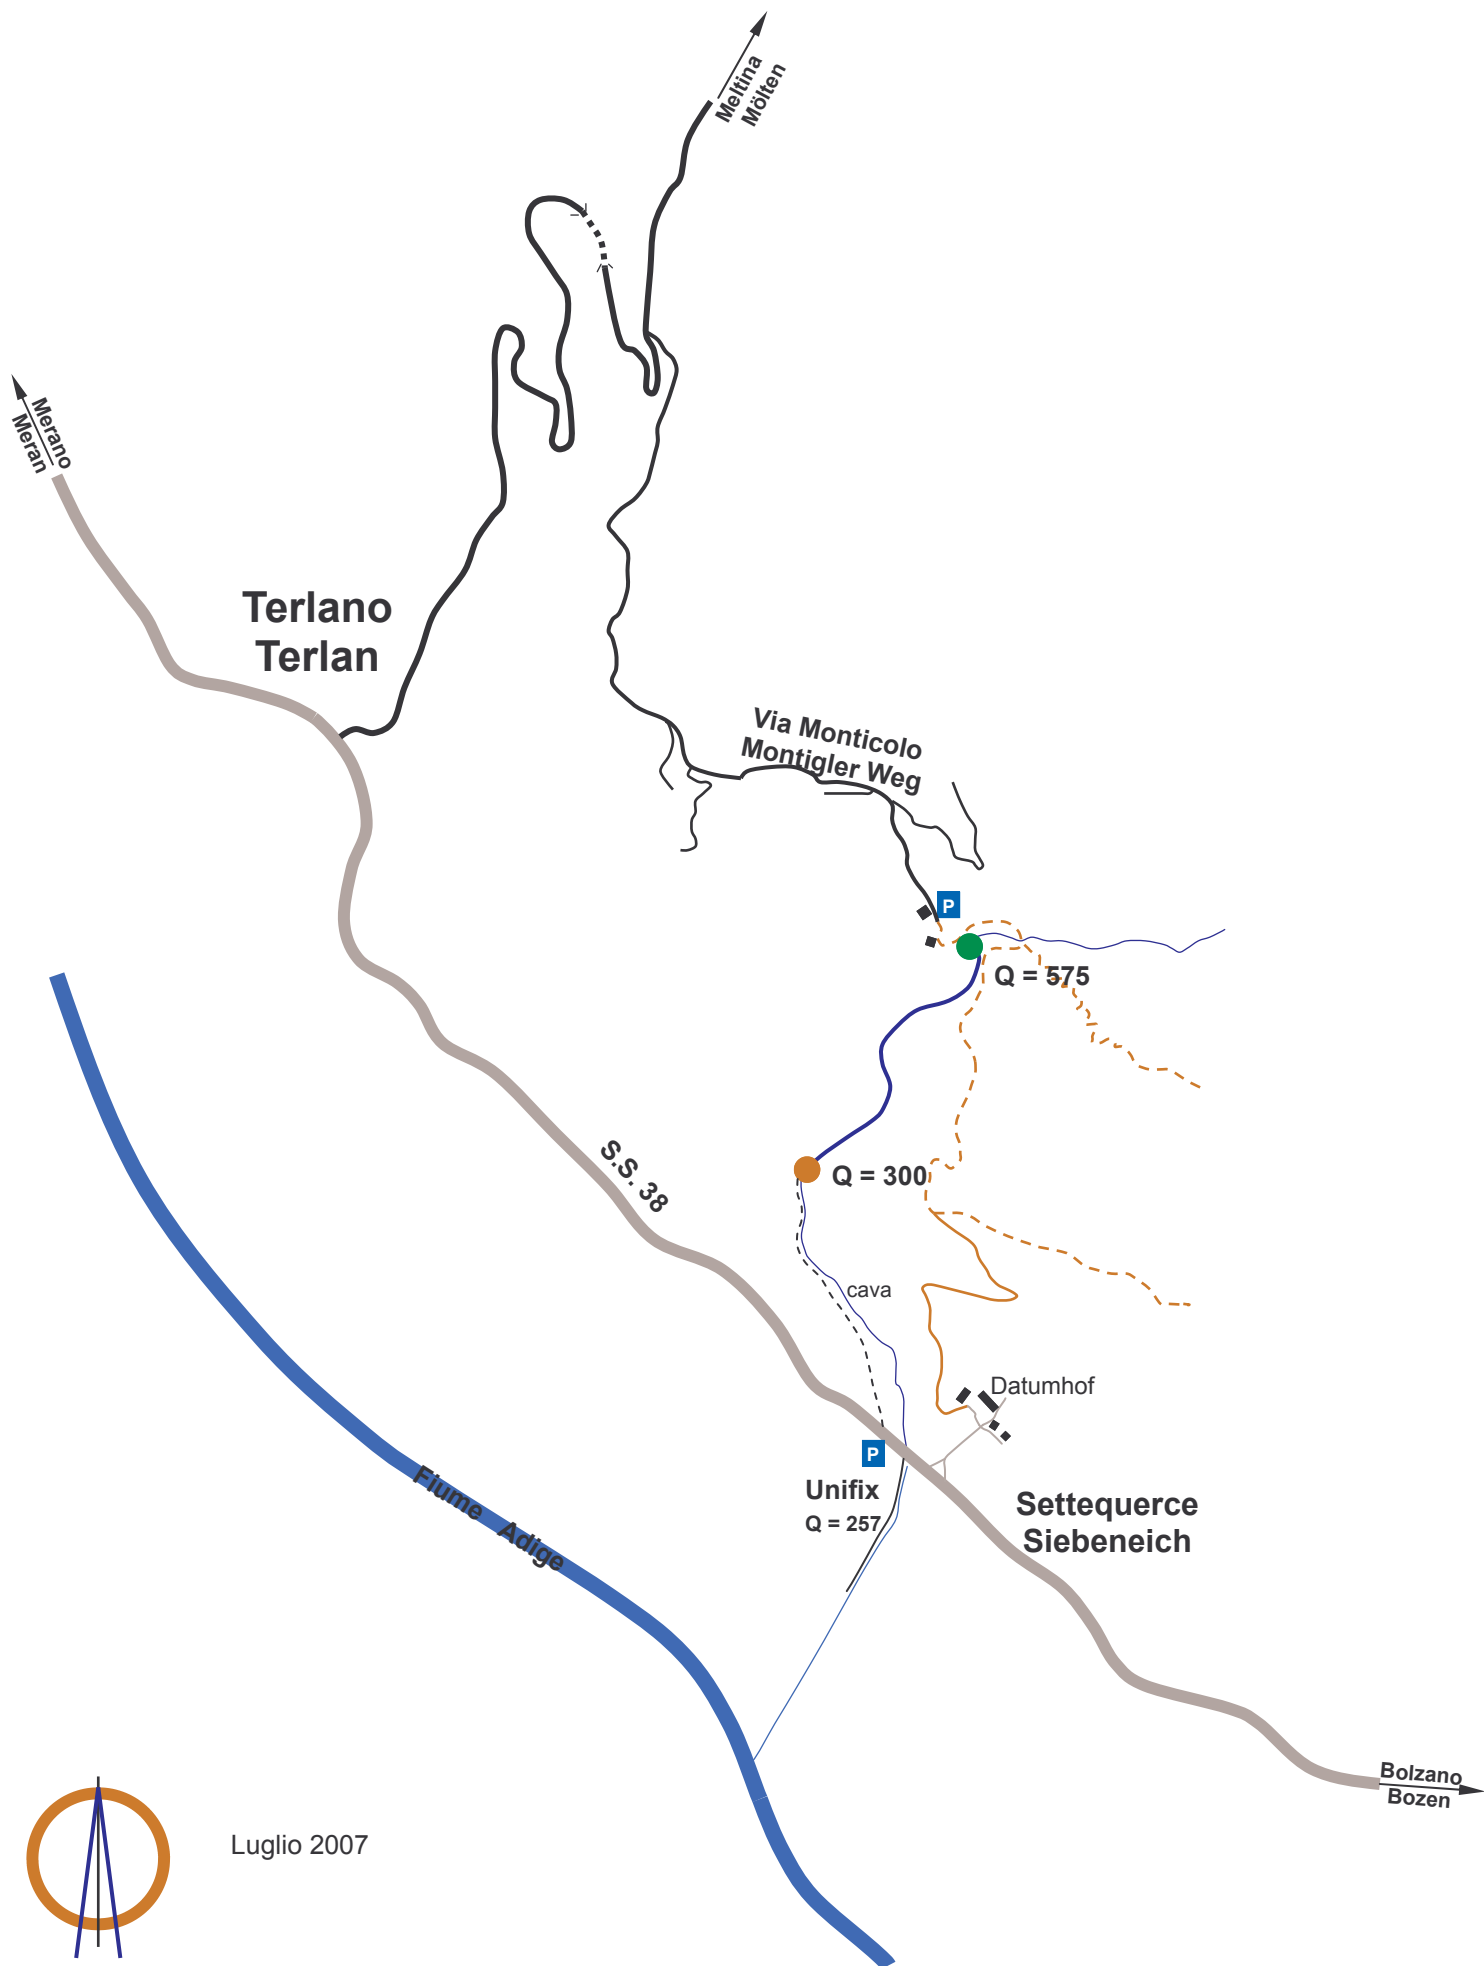 Meltina
Mölten
Merano
Meran
Terlano
Terlan
Via Monticolo
Montigler Weg
P
Q = 575
S.S. 38
Q = 300
cava
Datumhof
P
Unifix
Q = 257
Settequerce
Siebeneich
Fiume Adige
Bolzano
Bozen
Luglio 2007